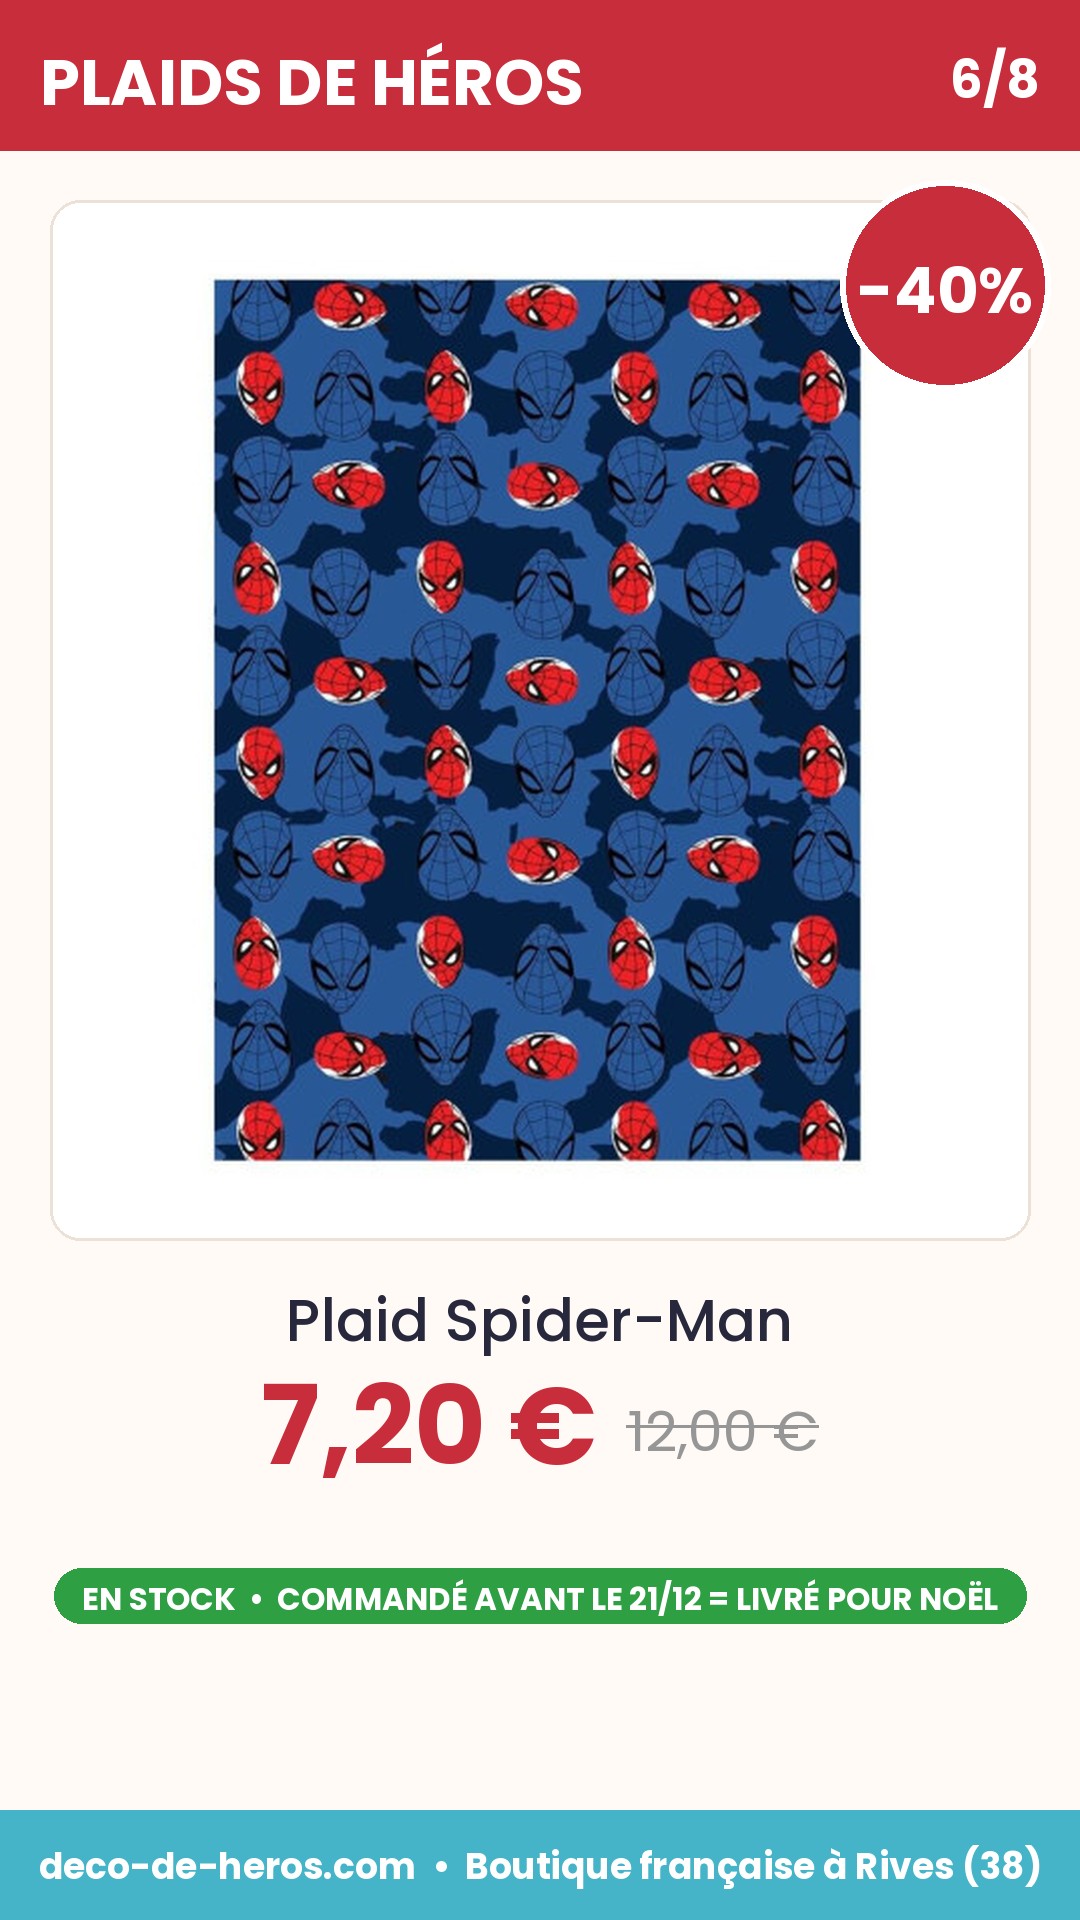 PLAIDS DE HÉROS
6/8
-40%
Plaid Spider-Man
7,20 € 12,00 €
EN STOCK • COMMANDÉ AVANT LE 21/12 = LIVRÉ POUR NOËL
deco-de-heros.com • Boutique française à Rives (38)